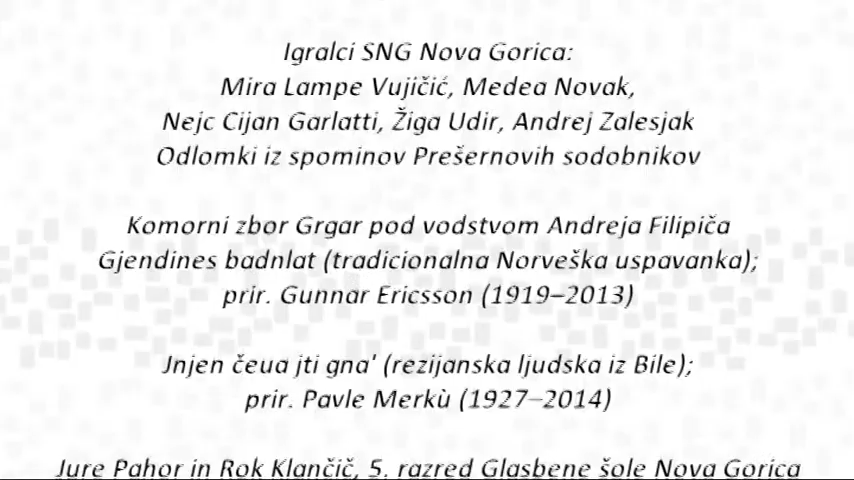 Igralci SNG Nova Gorica:
Mira Lampe Vujičić, Medea Novak,
Nejc Cijan Garlatti, Žiga Udir, Andrej Zalesjak
Odlomki iz spominov Prešernovih sodobnikov
Komorni zbor Grgar pod vodstvom Andreja Filipiča
Gjendines badnlat (tradicionalna Norveška uspavanka);
prir. Gunnar Ericsson (1919–2013)
Jnjen čeua jti gna' (rezijanska ljudska iz Bile);
prir. Pavle Merkù (1927–2014)
Jure Pahor in Rok Klančič, 5. razred Glasbene šole Nova Gorica